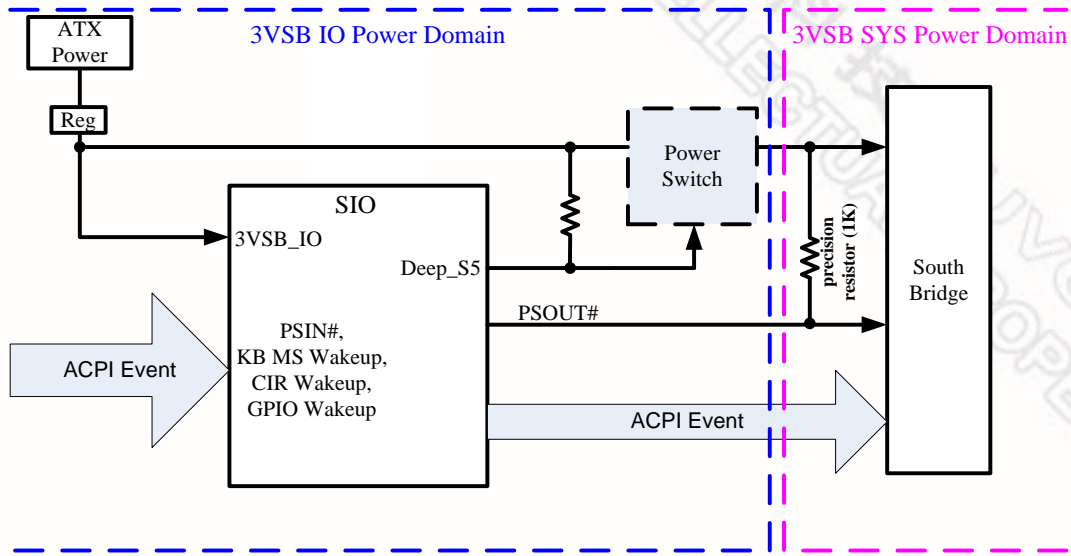 ATX
Power
3VSB IO Power Domain
3VSB SYS Power Domain
Reg
Power
Switch
SIO
3VSB_IO
Deep_S5
precision
resistor (1K)
South
Bridge
PSOUT#
PSIN#,
KB MS Wakeup,
CIR Wakeup,
GPIO Wakeup
ACPI Event
ACPI Event